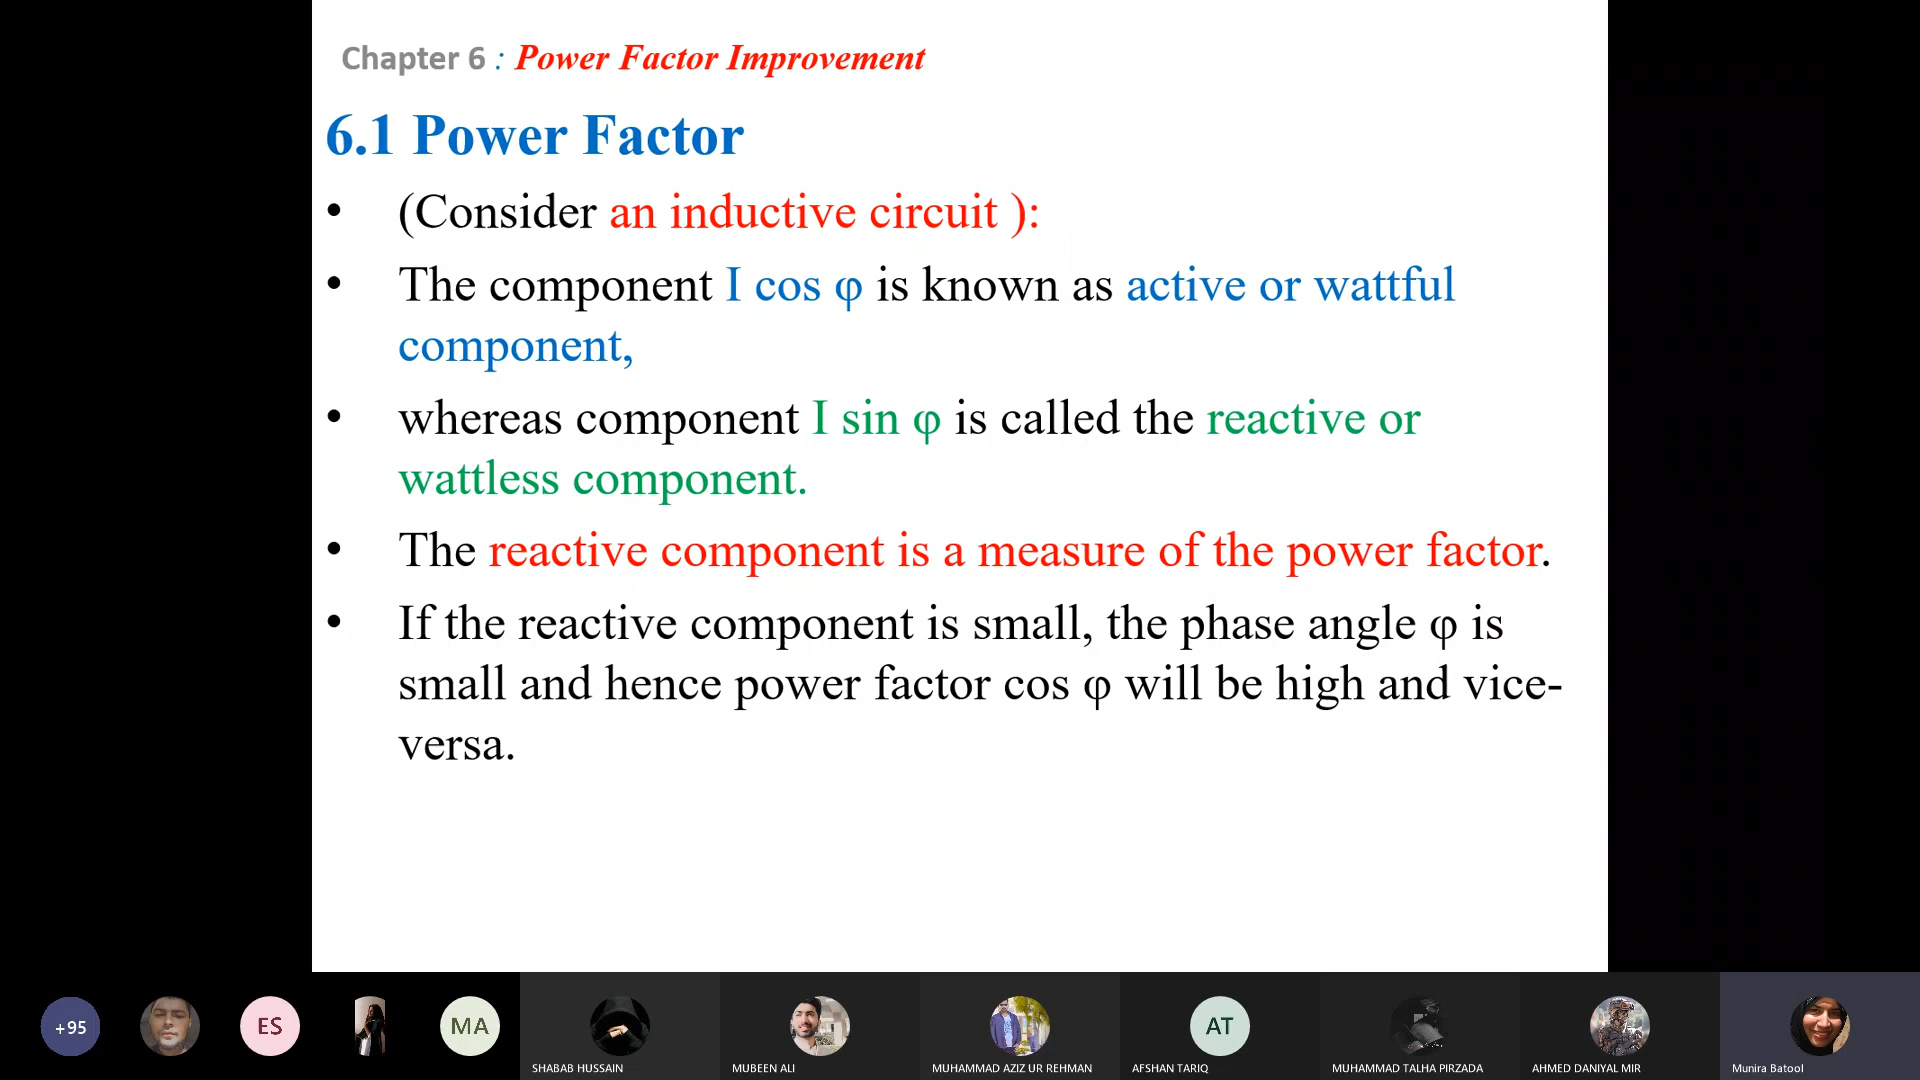 Chapter 6 : Power Factor Improvement
6.1 Power Factor
• (Consider an inductive circuit ):
• The component I cos φ is known as active or wattful
component,
• whereas component I sin φ is called the reactive or
wattless component.
• The reactive component is a measure of the power factor.
• If the reactive component is small, the phase angle φ is
small and hence power factor cos φ will be high and vice-
versa.
+95
ES
MA
AT
SHABAB HUSSAIN
MUBEEN ALI
MUHAMMAD AZIZ UR REHMAN
AFSHAN TARIQ
MUHAMMAD TALHA PIRZADA
AHMED DANIYAL MIR
Munira Batool